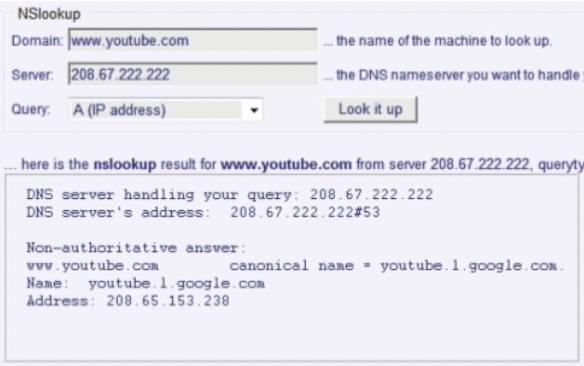 NSlookup
Domain: www.youtube.com ... the name of the machine to look up.
Server: 208.67.222.222 ... the DNS nameserver you want to handle
Query: A (IP address) Look it up
... here is the nslookup result for www.youtube.com from server 208.67.222.222, queryty
DNS server handling your query: 208.67.222.222
DNS server's address: 208.67.222.222#53
Non-authoritative answer:
www.youtube.com canonical name = youtube.l.google.com.
Name: youtube.l.google.com
Address: 208.65.153.238